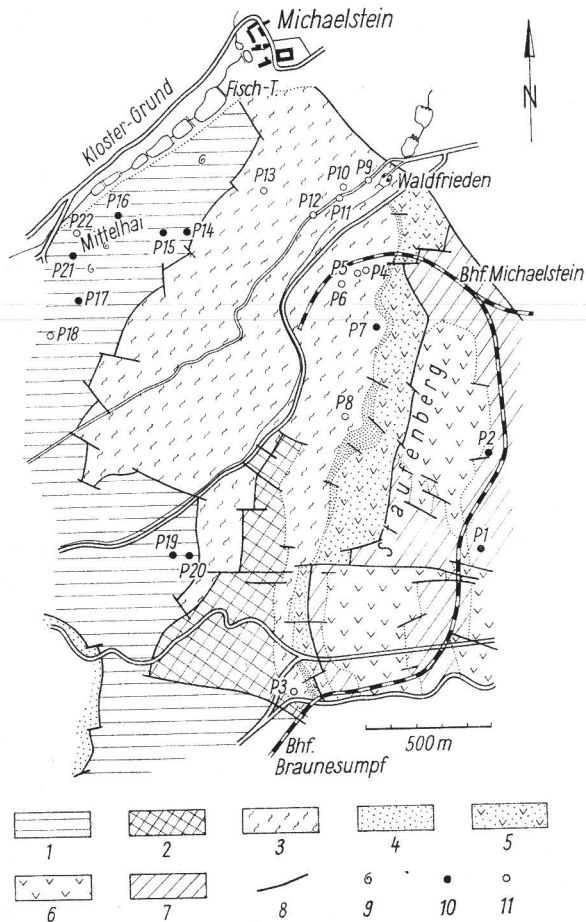 Michaelstein
Fisch-T.
Kloster-Grund
N
P13
P10
P9
P12
P11
Waldfrieden
P16
P22
Mittelhai
P15
P14
P21
P5
P4
P6
Bhf. Michaelstein
P17
P18
P7
P8
Staufenberg
P2
P1
P19
P20
P3
500 m
Bhf.
Braunesumpf
1 2 3 4 5
6 7 8 9 10 11